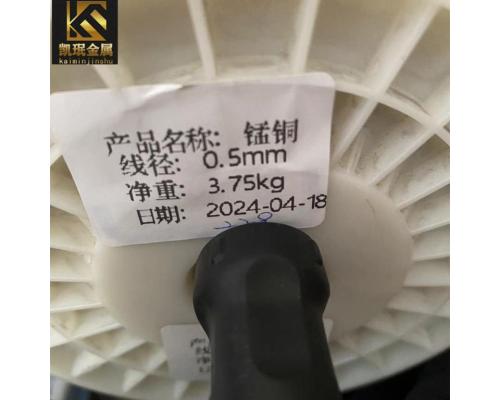 凯珉金属
kaiminjinshu
产品名称: 锰铜
线径: 0.5mm
净重: 3.75kg
日期: 2024-04-18